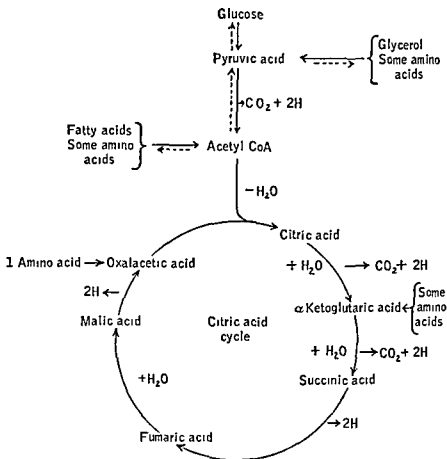 Glucose
Pyruvic acid
Glycerol
Some amino
acids
CO2 + 2H
Fatty acids
Some amino
acids
Acetyl CoA
-H2O
Citric acid
+ H2O
CO2 + 2H
1 Amino acid
Oxalacetic acid
2H
α Ketoglutaric acid
Some
amino
acids
Malic acid
Citric acid
cycle
+ H2O
CO2 + 2H
Succinic acid
+H2O
2H
Fumaric acid